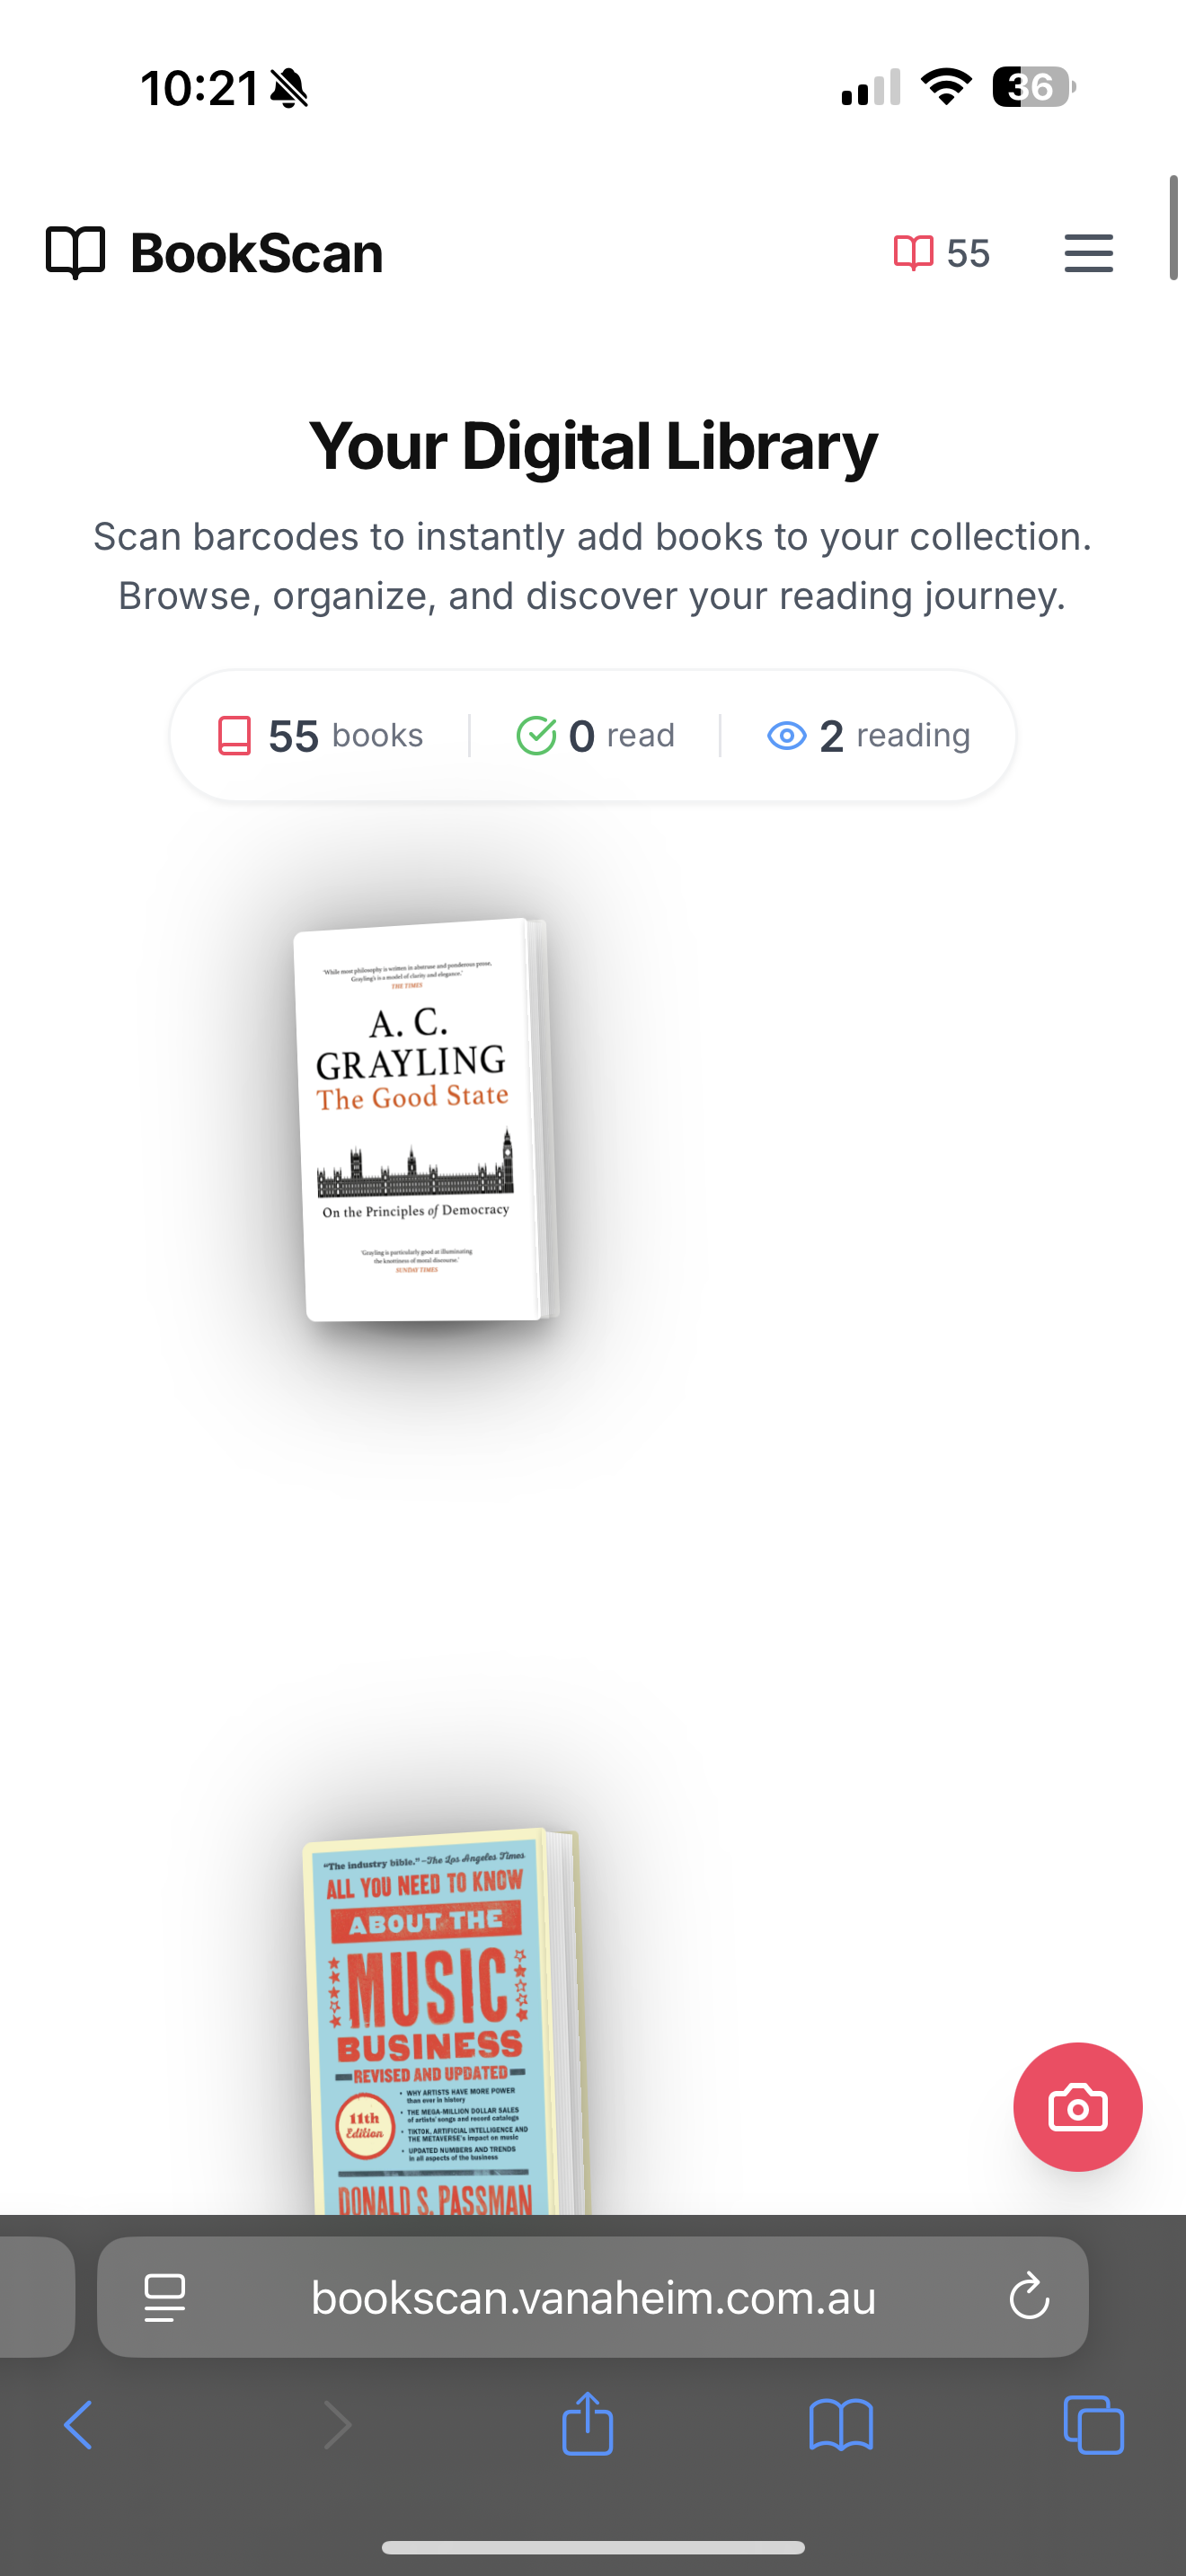 10:21
36
BookScan
55
Your Digital Library
Scan barcodes to instantly add books to your collection.
Browse, organize, and discover your reading journey.
55 books
0 read
2 reading
'While most philosophy is written in abstruse and ponderous prose,
Grayling's is a model of clarity and elegance.'
THE TIMES
A. C.
GRAYLING
The Good State
On the Principles of Democracy
'Grayling is particularly good at illuminating
the knottiness of moral discourse.'
SUNDAY TIMES
"The industry bible." –The Los Angeles Times
ALL YOU NEED TO KNOW
ABOUT THE
MUSIC
BUSINESS
REVISED AND UPDATED
11th
Edition
• WHY ARTISTS HAVE MORE POWER
than ever in history
• THE MEGA-MILLION DOLLAR SALES
of artists' songs and record catalogs
• TIKTOK, ARTIFICIAL INTELLIGENCE AND
THE METAVERSE's impact on music
• UPDATED NUMBERS AND TRENDS
in all aspects of the business
DONALD S. PASSMAN
bookscan.vanaheim.com.au